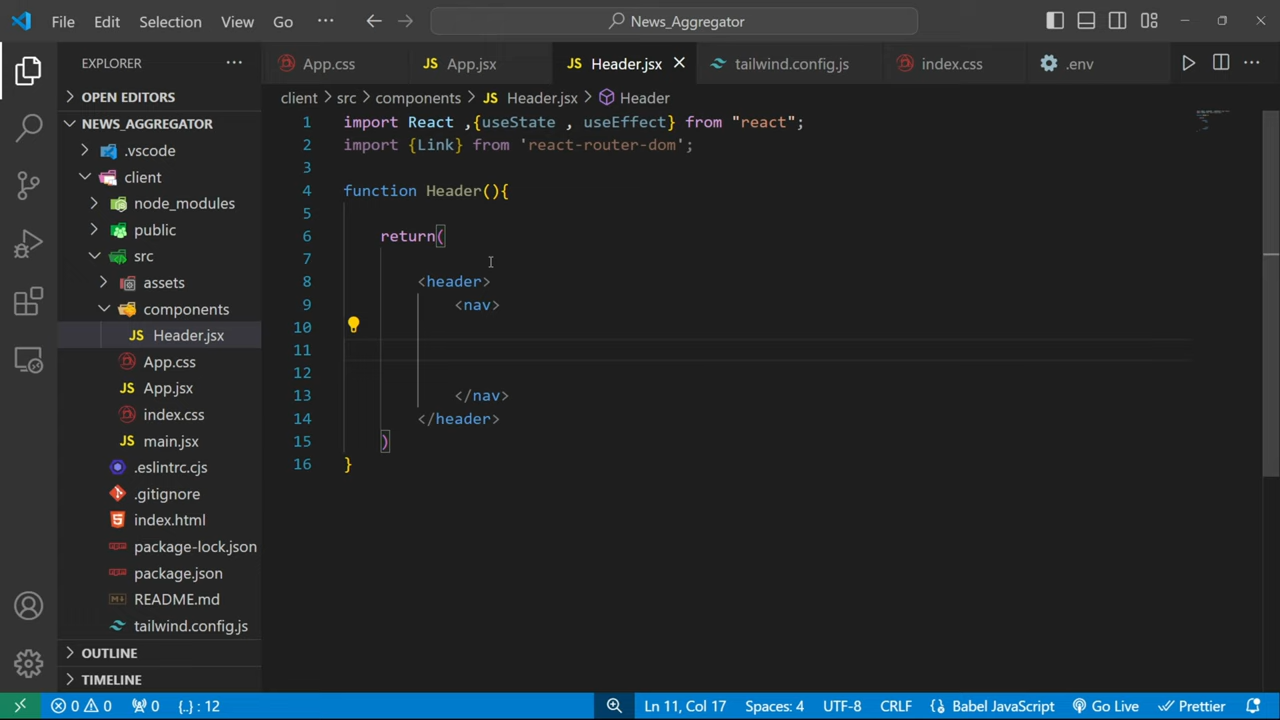 File Edit Selection View Go ··· News_Aggregator
EXPLORER ···
App.css App.jsx Header.jsx tailwind.config.js index.css .env ···
client > src > components > JS Header.jsx > Header
OPEN EDITORS
NEWS_AGGREGATOR
.vscode
client
node_modules
public
src
assets
components
JS Header.jsx
App.css
JS App.jsx
index.css
JS main.jsx
.eslintrc.cjs
.gitignore
index.html
package-lock.json
package.json
README.md
tailwind.config.js
OUTLINE
TIMELINE
1 import React ,{useState , useEffect} from "react";
2 import {Link} from 'react-router-dom';
3
4 function Header(){
5
6 return(
7
8 <header>
9 <nav>
10
11
12
13 </nav>
14 </header>
15 )
16 }
0 0 0 {..} : 12 Ln 11, Col 17 Spaces: 4 UTF-8 CRLF Babel JavaScript Go Live Prettier